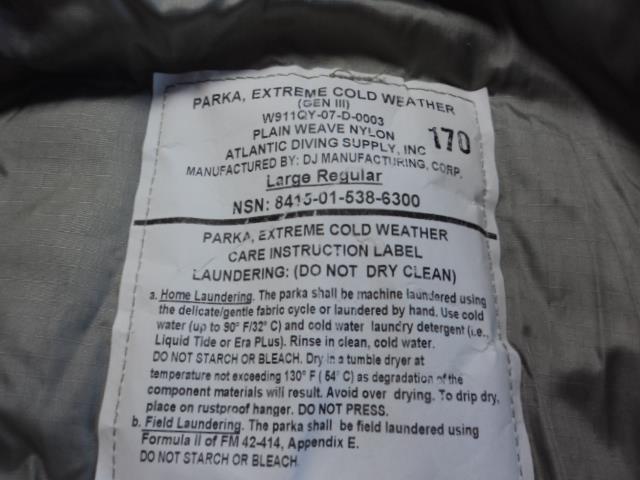 PARKA, EXTREME COLD WEATHER
(GEN III)
W911QY-07-D-0003
PLAIN WEAVE NYLON
170
ATLANTIC DIVING SUPPLY, INC
MANUFACTURED BY: DJ MANUFACTURING, CORP.
Large Regular
NSN: 8415-01-538-6300
PARKA, EXTREME COLD WEATHER
CARE INSTRUCTION LABEL
LAUNDERING: (DO NOT DRY CLEAN)
a. Home Laundering. The parka shall be machine laundered using
the delicate/gentle fabric cycle or laundered by hand. Use cold
water (up to 90° F/32° C) and cold water laundry detergent (i.e.,
Liquid Tide or Era Plus). Rinse in clean, cold water.
DO NOT STARCH OR BLEACH. Dry in a tumble dryer at
temperature not exceeding 130° F ( 54° C) as degradation of the
component materials will result. Avoid over drying. To drip dry,
place on rustproof hanger. DO NOT PRESS.
b. Field Laundering. The parka shall be field laundered using
Formula II of FM 42-414, Appendix E.
DO NOT STARCH OR BLEACH.